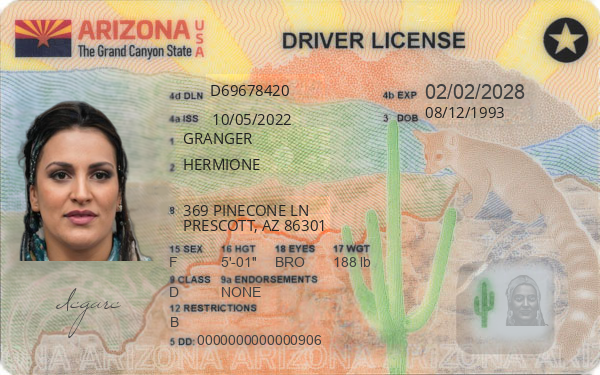 ARIZONA USA
The Grand Canyon State
DRIVER LICENSE
4d DLN D69678420
4b EXP 02/02/2028
4a ISS 10/05/2022
3 DOB 08/12/1993
1 GRANGER
2 HERMIONE
8 369 PINECONE LN
PRESCOTT, AZ 86301
15 SEX 16 HGT 18 EYES 17 WGT
F 5'-01" BRO 188 lb
9 CLASS 9a ENDORSEMENTS
D NONE
12 RESTRICTIONS
B
5 DD: 0000000000000906
ARIZONA ARIZONA ARIZONA ARIZONA